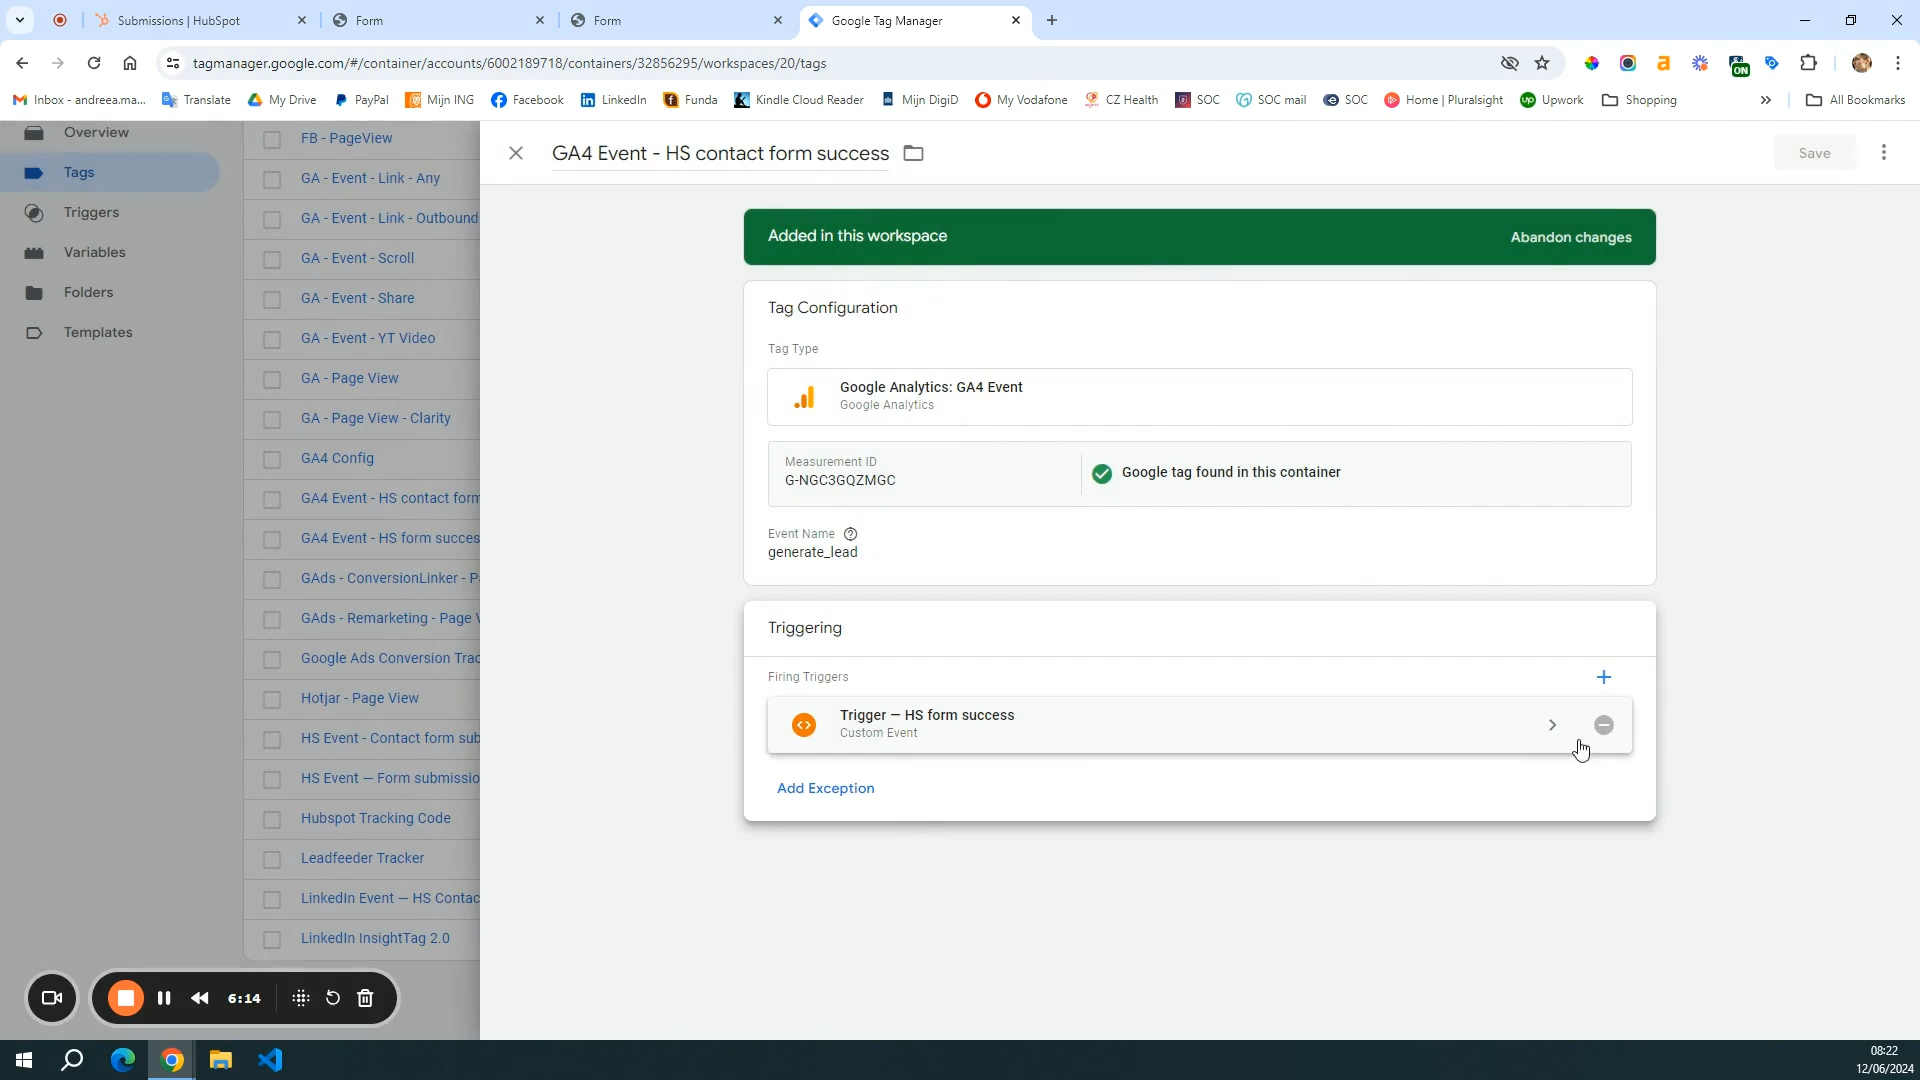 Submissions | HubSpot
Form
Form
Google Tag Manager
tagmanager.google.com/#/container/accounts/6002189718/containers/32856295/workspaces/20/tags
ON
Inbox - andreea.ma...
Translate
My Drive
PayPal
Mijn ING
Facebook
LinkedIn
Funda
Kindle Cloud Reader
Mijn DigiD
My Vodafone
CZ Health
SOC
SOC mail
SOC
Home | Pluralsight
Upwork
Shopping
All Bookmarks
Overview
Tags
Triggers
Variables
Folders
Templates
FB - PageView
GA - Event - Link - Any
GA - Event - Link - Outbound
GA - Event - Scroll
GA - Event - Share
GA - Event - YT Video
GA - Page View
GA - Page View - Clarity
GA4 Config
GA4 Event - HS contact form
GA4 Event - HS form succes
GAds - ConversionLinker - P
GAds - Remarketing - Page V
Google Ads Conversion Trac
Hotjar - Page View
HS Event - Contact form sub
HS Event — Form submissio
Hubspot Tracking Code
Leadfeeder Tracker
LinkedIn Event — HS Contac
LinkedIn InsightTag 2.0
GA4 Event - HS contact form success
Save
Added in this workspace
Abandon changes
Tag Configuration
Tag Type
Google Analytics: GA4 Event
Google Analytics
Measurement ID
G-NGC3GQZMGC
Google tag found in this container
Event Name
generate_lead
Triggering
Firing Triggers
Trigger — HS form success
Custom Event
Add Exception
6:14
08:22
12/06/2024